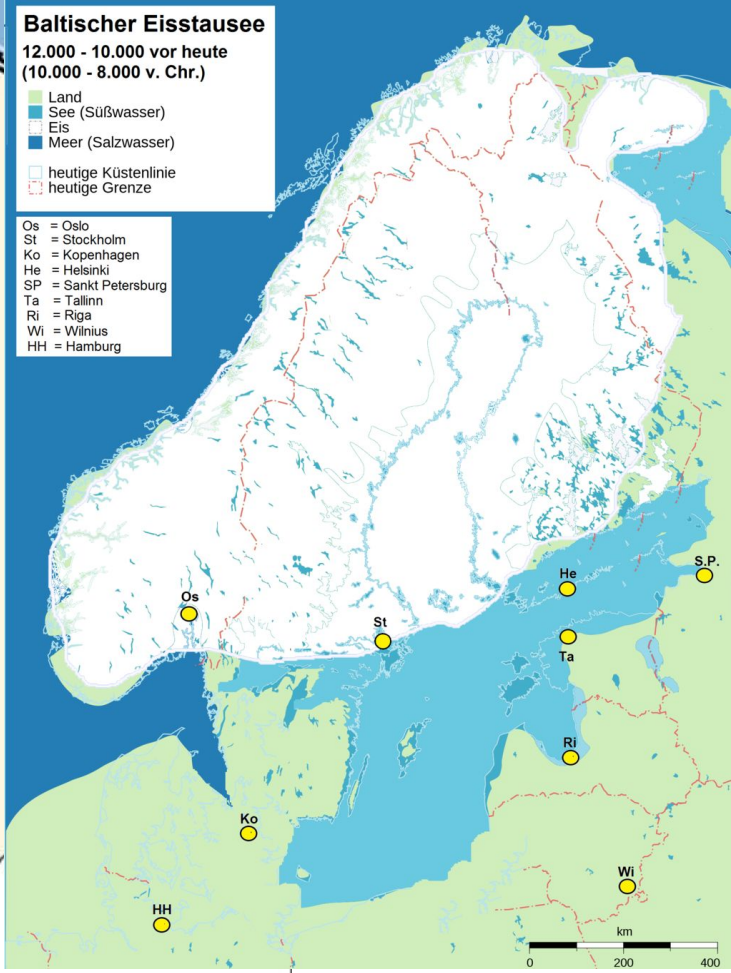 Baltischer Eisstausee
12.000 - 10.000 vor heute
(10.000 - 8.000 v. Chr.)
Land
See (Süßwasser)
Eis
Meer (Salzwasser)
heutige Küstenlinie
heutige Grenze
Os = Oslo
St = Stockholm
Ko = Kopenhagen
He = Helsinki
SP = Sankt Petersburg
Ta = Tallinn
Ri = Riga
Wi = Wilnius
HH = Hamburg
S.P.
He
Os
St
Ta
Ri
Ko
Wi
HH
km
0 200 400